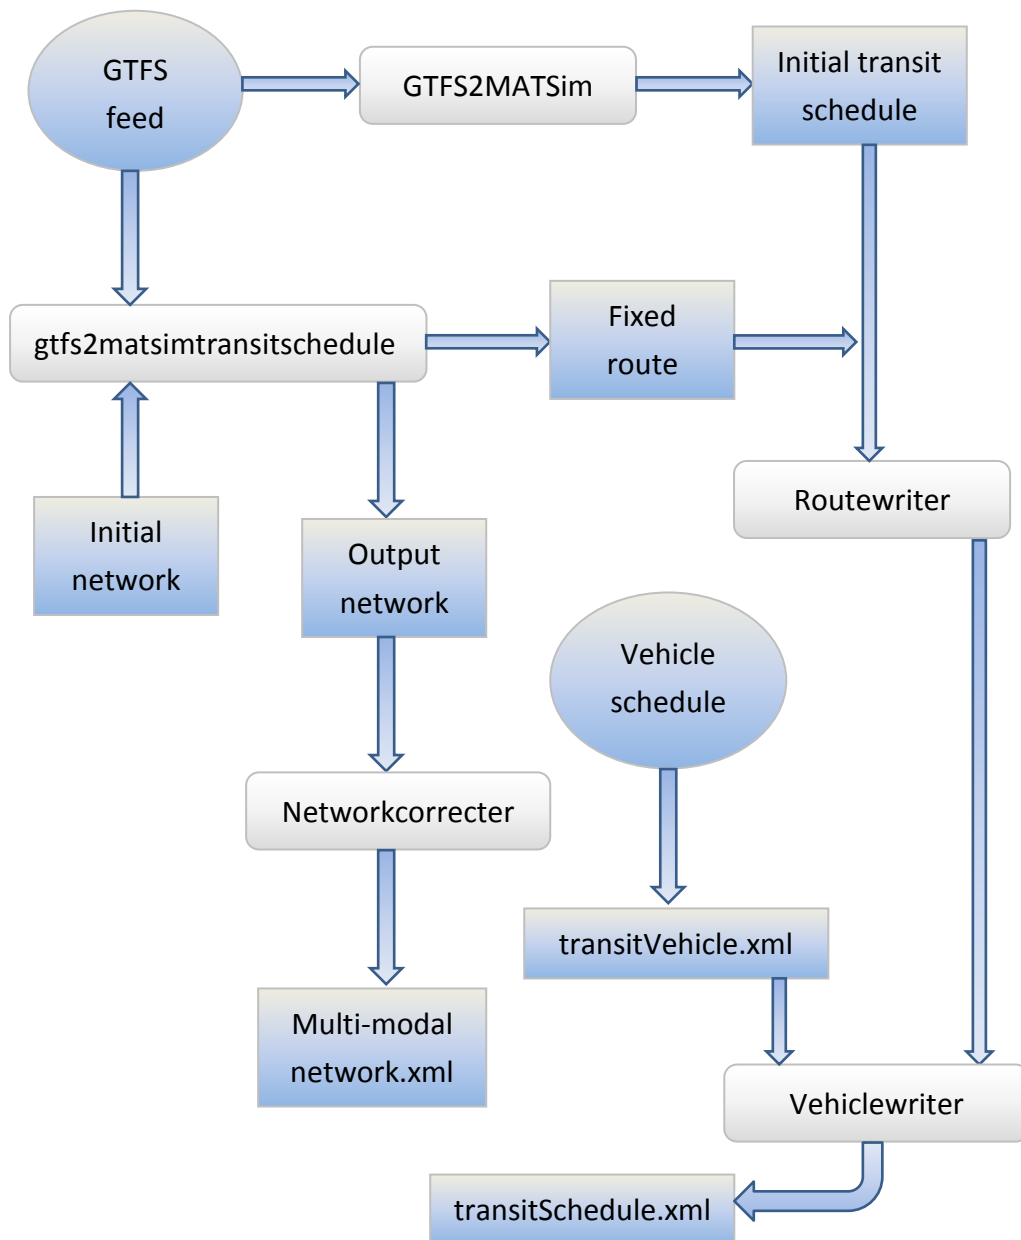 GTFS
feed
GTFS2MATSim
Initial transit
schedule
gtfs2matsimtransitschedule
Fixed
route
Initial
network
Output
network
Routewriter
Vehicle
schedule
Networkcorrecter
transitVehicle.xml
Multi-modal
network.xml
Vehiclewriter
transitSchedule.xml